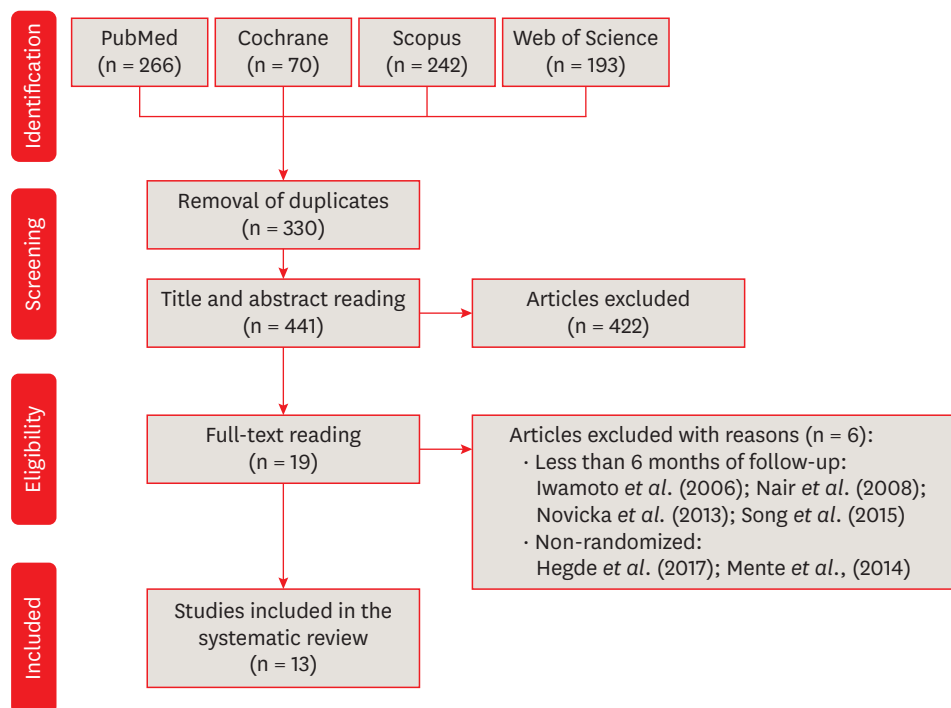 Identification
PubMed
(n = 266)
Cochrane
(n = 70)
Scopus
(n = 242)
Web of Science
(n = 193)
Screening
Removal of duplicates
(n = 330)
Title and abstract reading
(n = 441)
Articles excluded
(n = 422)
Eligibility
Full-text reading
(n = 19)
Articles excluded with reasons (n = 6):
· Less than 6 months of follow-up:
Iwamoto et al. (2006); Nair et al. (2008);
Novicka et al. (2013); Song et al. (2015)
· Non-randomized:
Hegde et al. (2017); Mente et al., (2014)
Included
Studies included in the
systematic review
(n = 13)